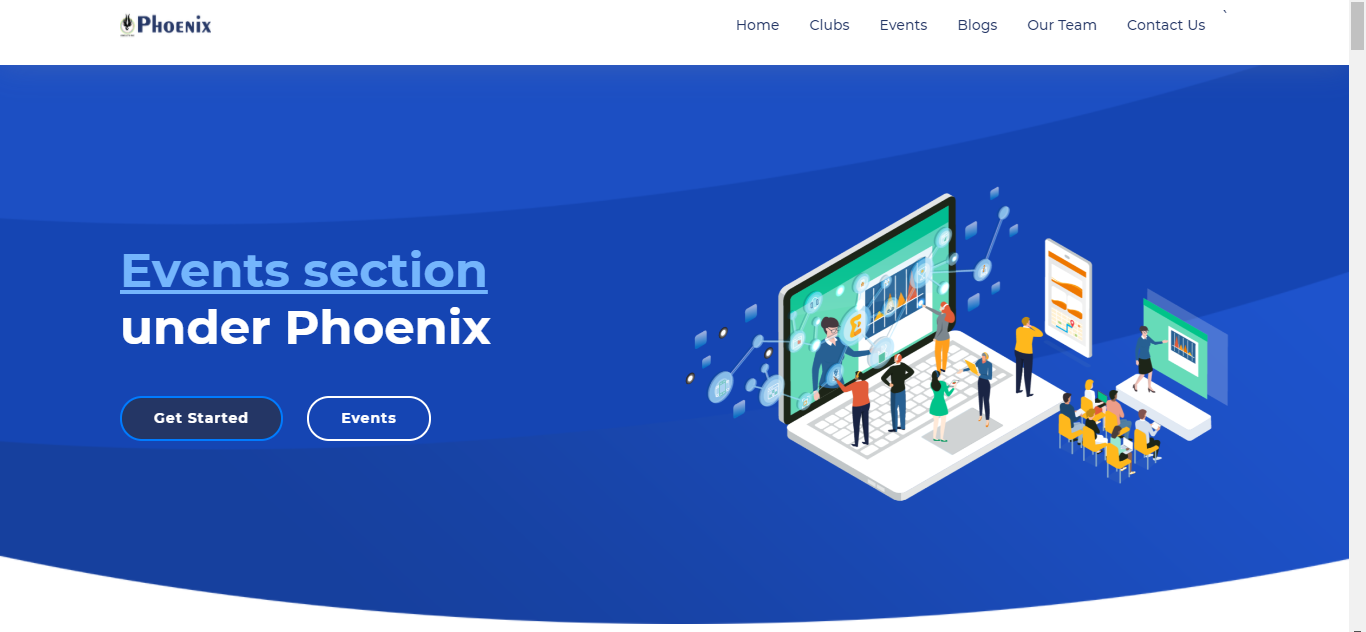 Phoenix
Home Clubs Events Blogs Our Team Contact Us `
Events section
under Phoenix
Get Started Events